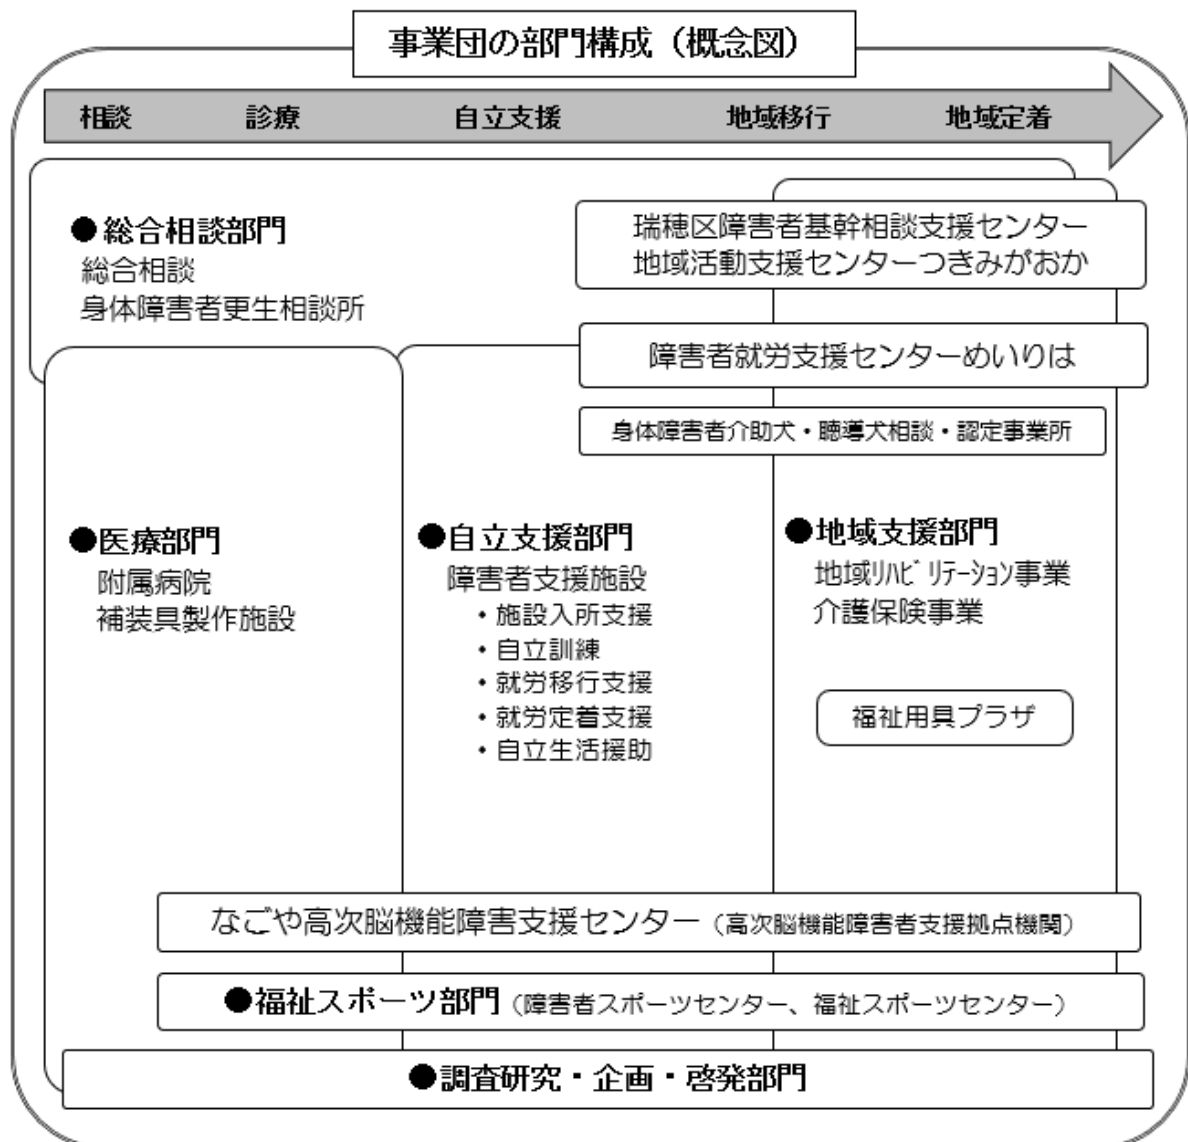 事業団の部門構成（概念図）
相談 診療 自立支援 地域移行 地域定着
●総合相談部門
総合相談
身体障害者更生相談所
瑞穂区障害者基幹相談支援センター
地域活動支援センターつきみがおか
障害者就労支援センターめいりは
身体障害者介助犬・聴導犬相談・認定事業所
●医療部門
附属病院
補装具製作施設
●自立支援部門
障害者支援施設
・施設入所支援
・自立訓練
・就労移行支援
・就労定着支援
・自立生活援助
●地域支援部門
地域ﾘﾊﾋﾞﾘﾃｰｼｮﾝ事業
介護保険事業
福祉用具プラザ
なごや高次脳機能障害支援センター（高次脳機能障害者支援拠点機関）
●福祉スポーツ部門（障害者スポーツセンター、福祉スポーツセンター）
●調査研究・企画・啓発部門